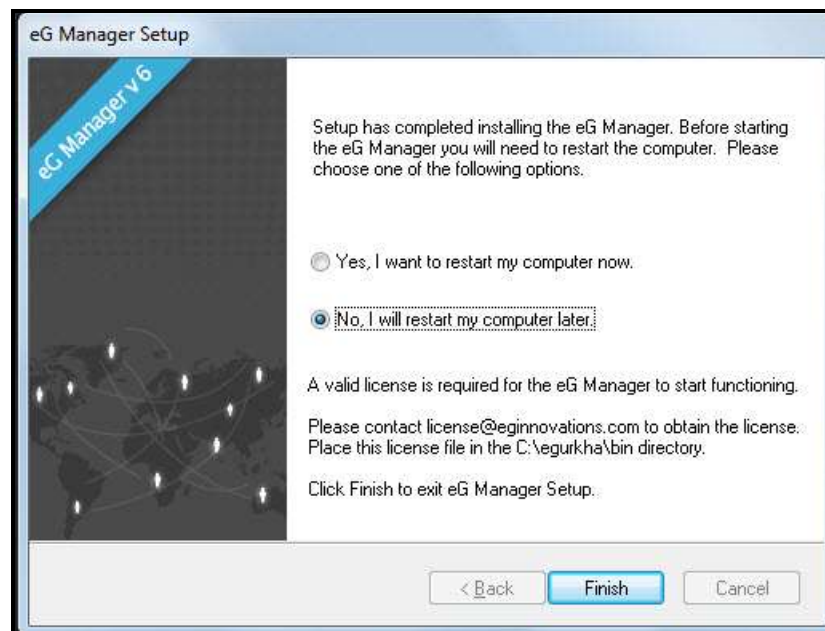 eG Manager Setup
eG Manager v 6
Setup has completed installing the eG Manager. Before starting
the eG Manager you will need to restart the computer.  Please
choose one of the following options.
Yes, I want to restart my computer now.
No, I will restart my computer later.
A valid license is required for the eG Manager to start functioning.
Please contact license@eginnovations.com to obtain the license.
Place this license file in the C:\egurkha\bin directory.
Click Finish to exit eG Manager Setup.
< Back
Finish
Cancel